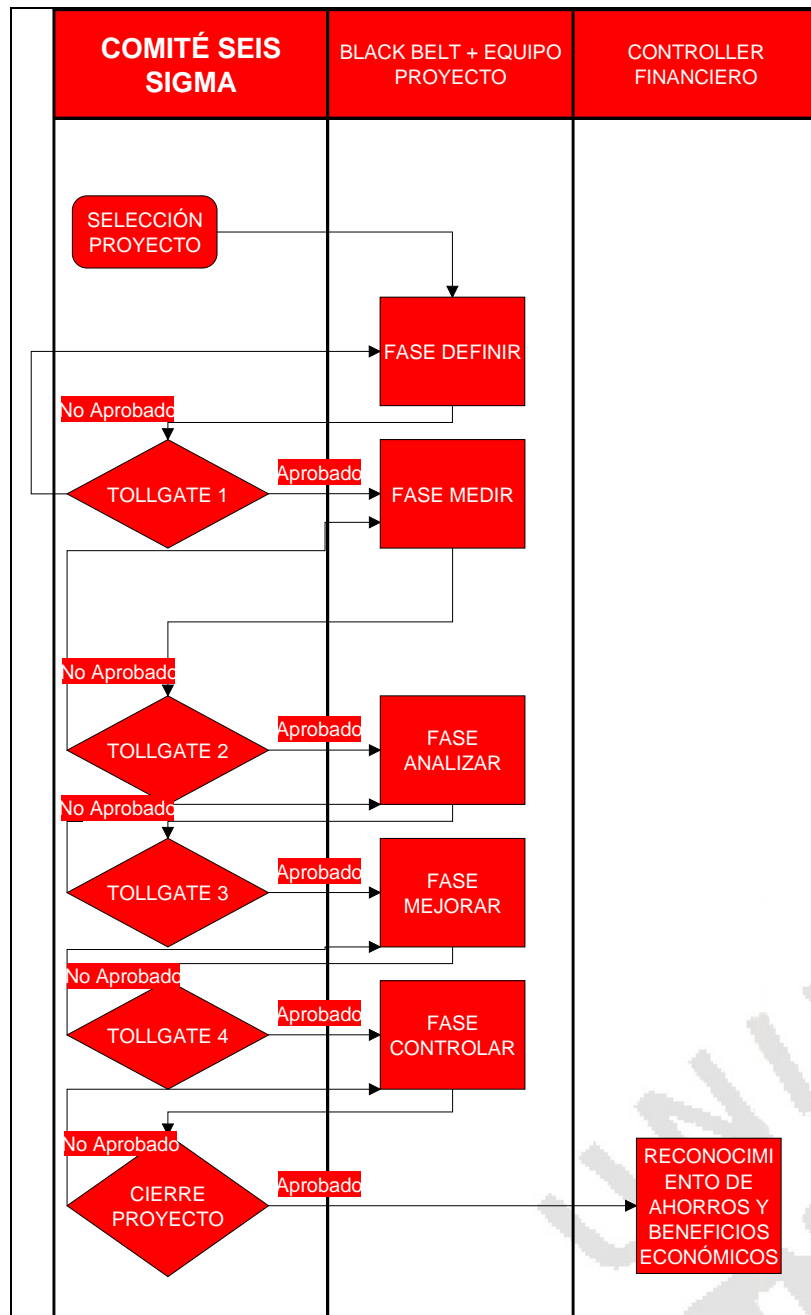 COMITÉ SEIS
SIGMA
BLACK BELT + EQUIPO
PROYECTO
CONTROLLER
FINANCIERO
SELECCIÓN
PROYECTO
FASE DEFINIR
No Aprobado
TOLLGATE 1
Aprobado
FASE MEDIR
No Aprobado
TOLLGATE 2
Aprobado
FASE
ANALIZAR
No Aprobado
TOLLGATE 3
Aprobado
FASE
MEJORAR
No Aprobado
TOLLGATE 4
Aprobado
FASE
CONTROLAR
No Aprobado
CIERRE
PROYECTO
Aprobado
RECONOCIMI
ENTO DE
AHORROS Y
BENEFICIOS
ECONÓMICOS